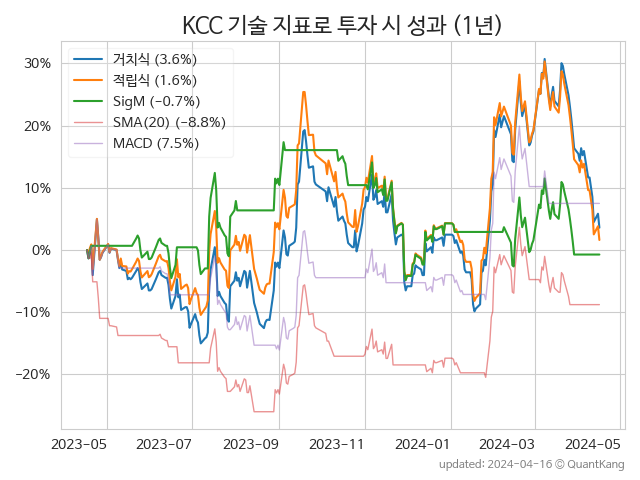 KCC 기술 지표로 투자 시 성과 (1년)
거치식 (3.6%)
적립식 (1.6%)
SigM (−0.7%)
SMA(20) (−8.8%)
MACD (7.5%)
30%
20%
10%
0%
−10%
−20%
2023-05 2023-07 2023-09 2023-11 2024-01 2024-03 2024-05
updated: 2024-04-16 © QuantKang